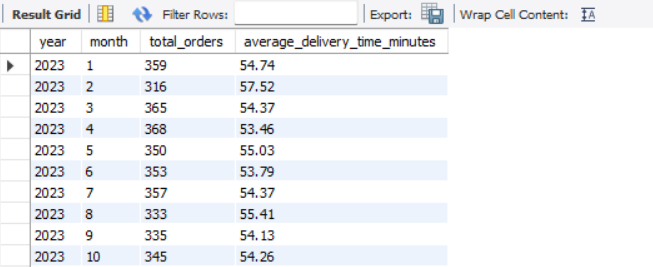 Result Grid Filter Rows: Export: Wrap Cell Content: IA
year month total_orders average_delivery_time_minutes
2023 1 359 54.74
2023 2 316 57.52
2023 3 365 54.37
2023 4 368 53.46
2023 5 350 55.03
2023 6 353 53.79
2023 7 357 54.37
2023 8 333 55.41
2023 9 335 54.13
2023 10 345 54.26